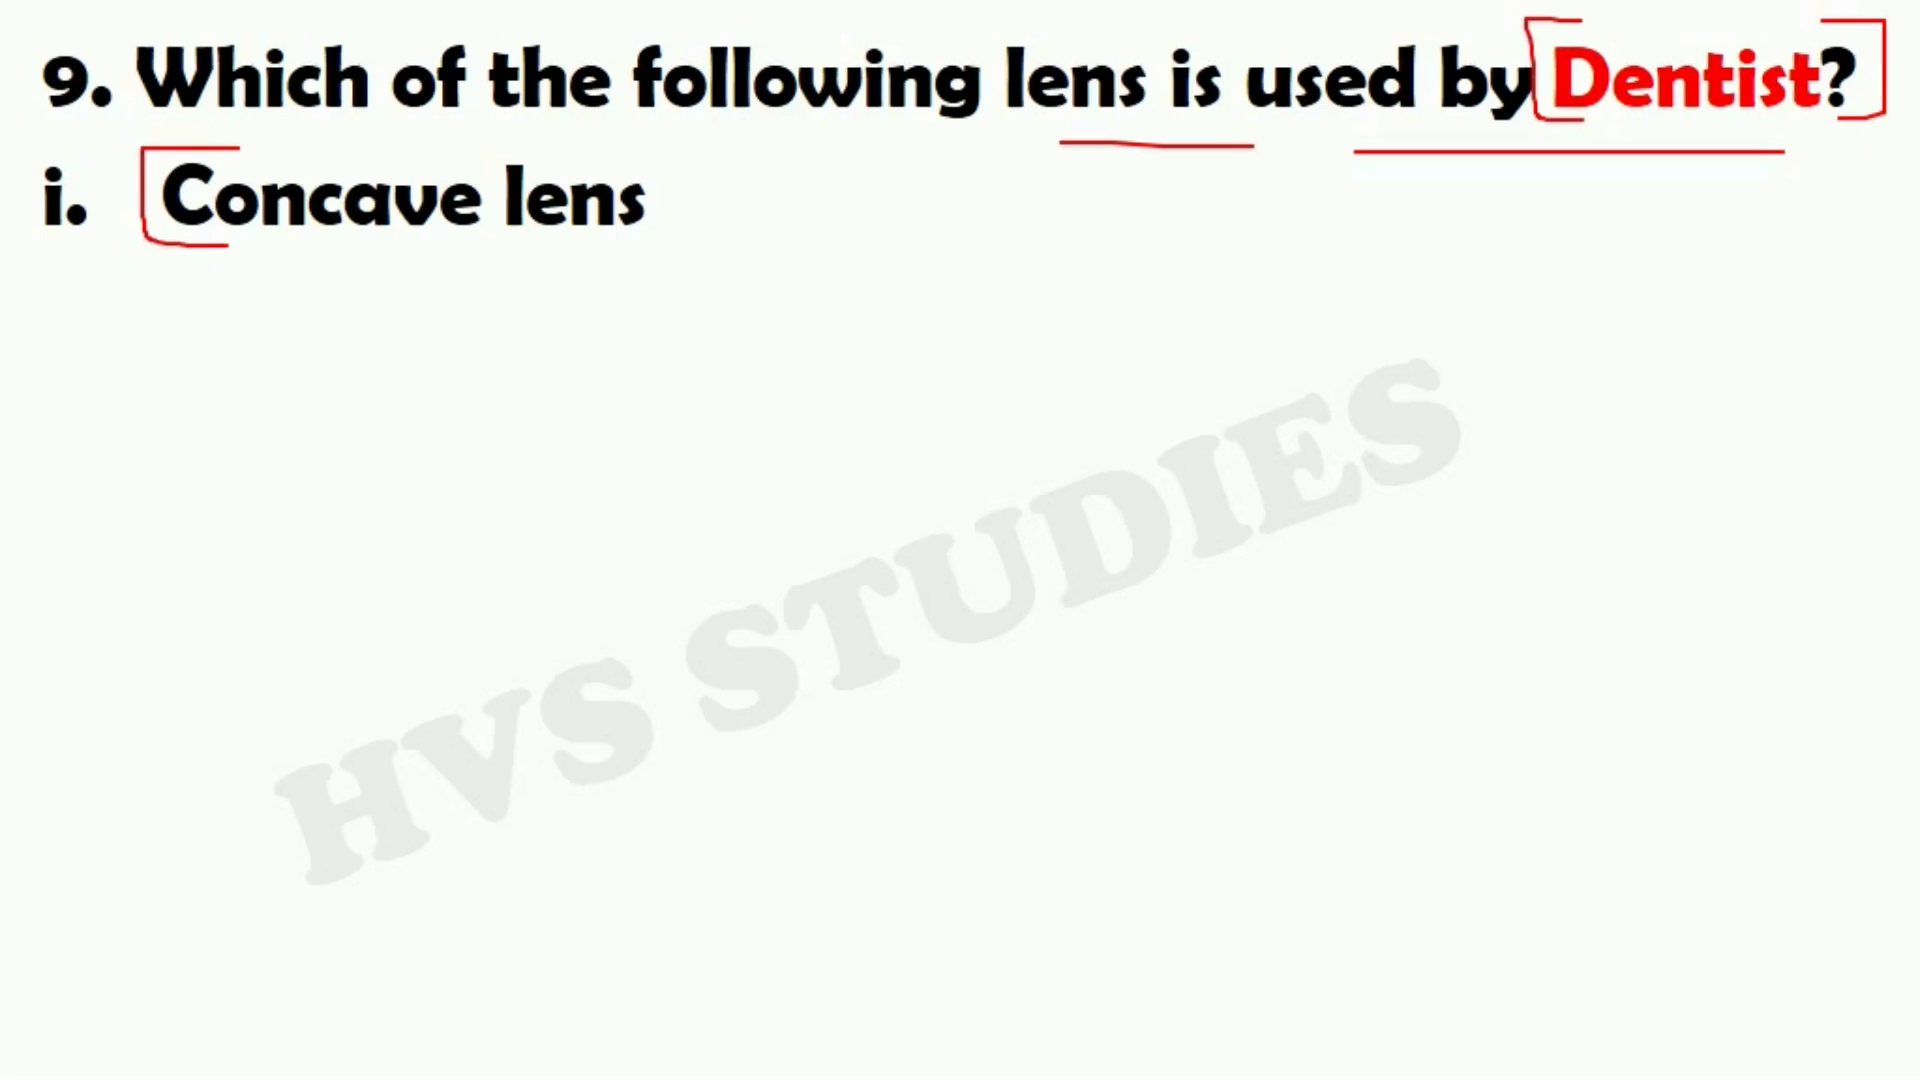 9. Which of the following lens is used by Dentist?
i. Concave lens
HVS STUDIES